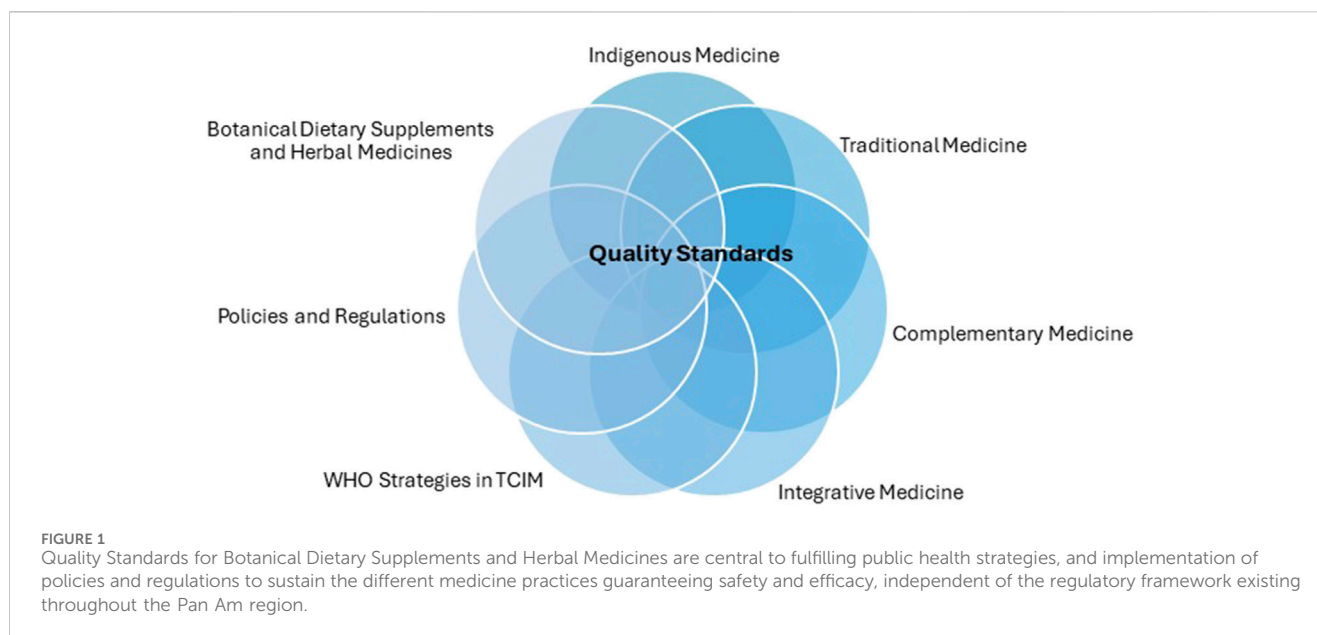 Indigenous Medicine
Botanical Dietary Supplements
and Herbal Medicines
Traditional Medicine
Quality Standards
Policies and Regulations
Complementary Medicine
WHO Strategies in TCIM
Integrative Medicine
FIGURE 1
Quality Standards for Botanical Dietary Supplements and Herbal Medicines are central to fulfilling public health strategies, and implementation of
policies and regulations to sustain the different medicine practices guaranteeing safety and efficacy, independent of the regulatory framework existing
throughout the Pan Am region.